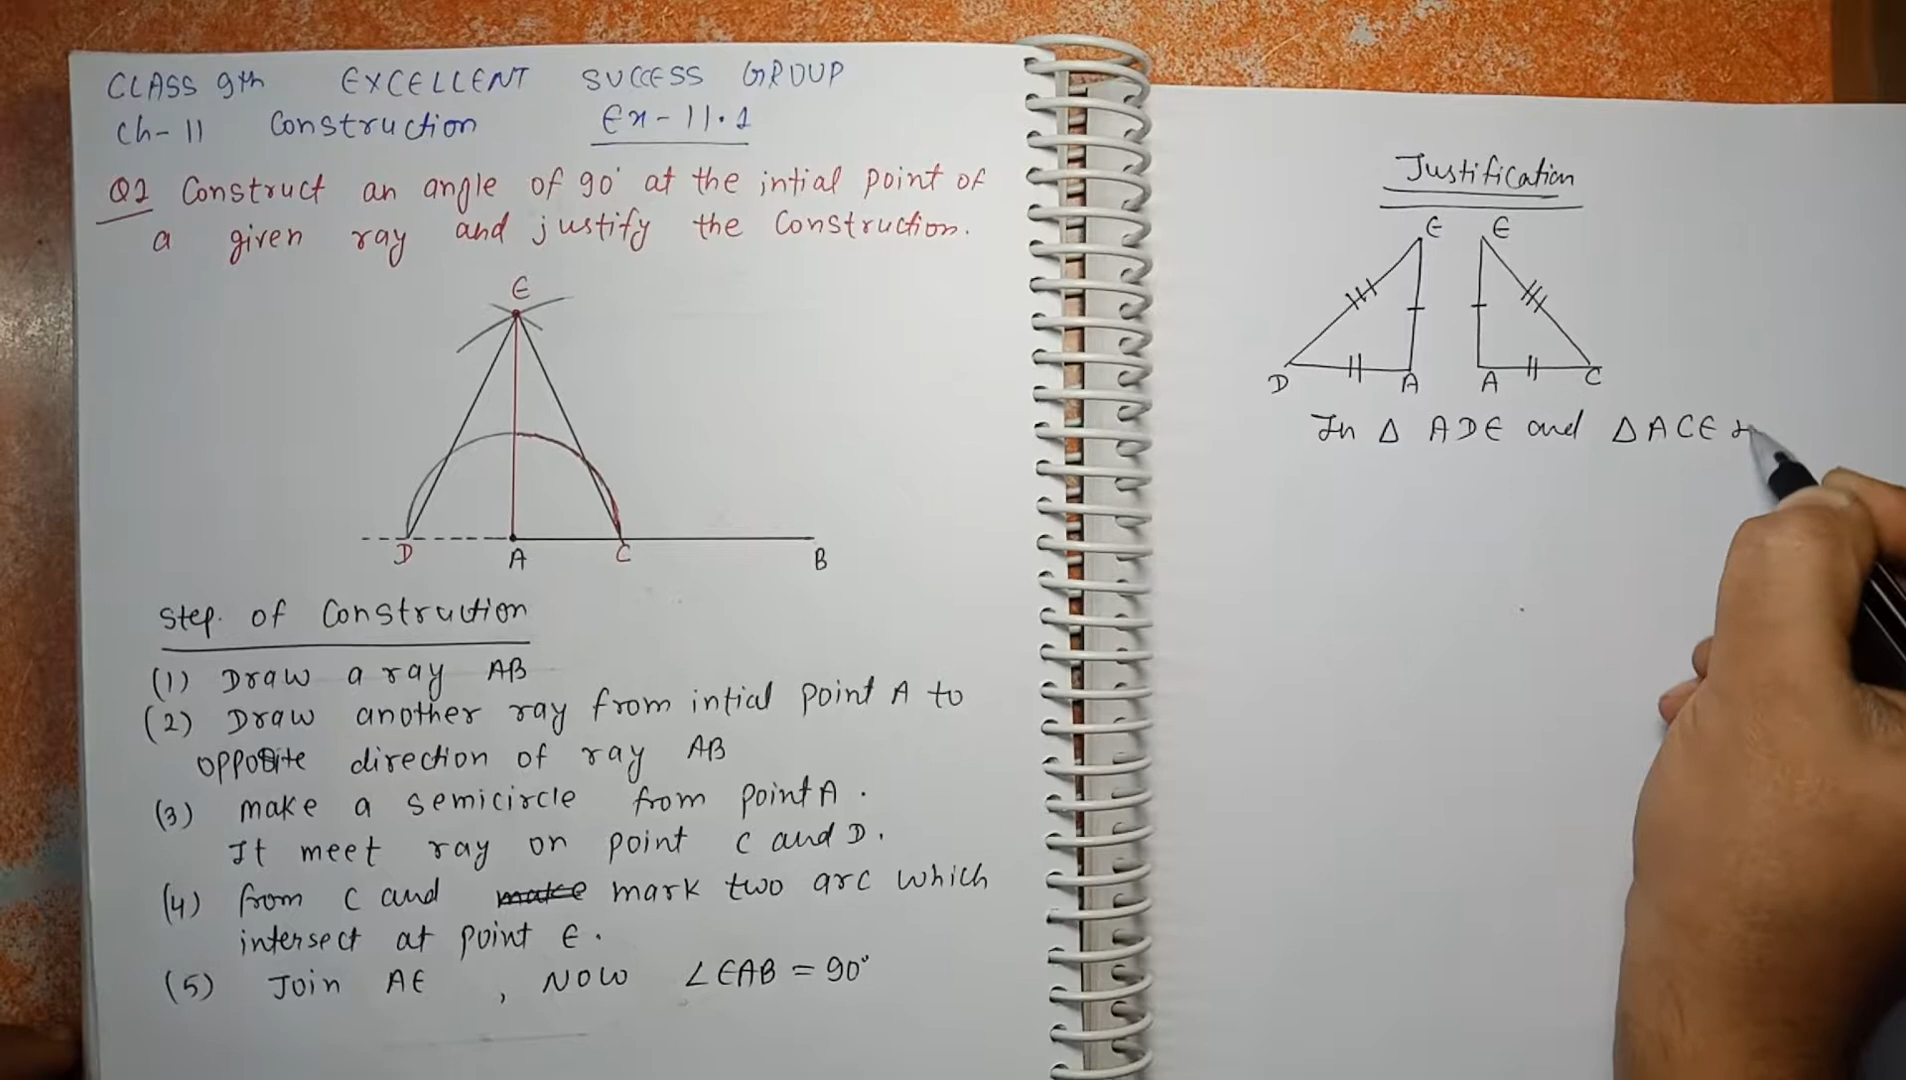 CLASS 9th EXCELLENT SUCCESS GROUP
Ch-11 Construction Ex-11.1
Q1 Construct an angle of 90° at the intial point of
a given ray and justify the Construction.
E
D A C B
Step. of Construction
(1) Draw a ray AB
(2) Draw another ray from intial point A to
opposite direction of ray AB
(3) make a semicircle from point A.
It meet ray on point C and D.
(4) from C and make mark two arc which
intersect at point E.
(5) Join AE, NOW ∠EAB = 90°
Justification
E E
D A A C
In Δ ADE and ΔACE